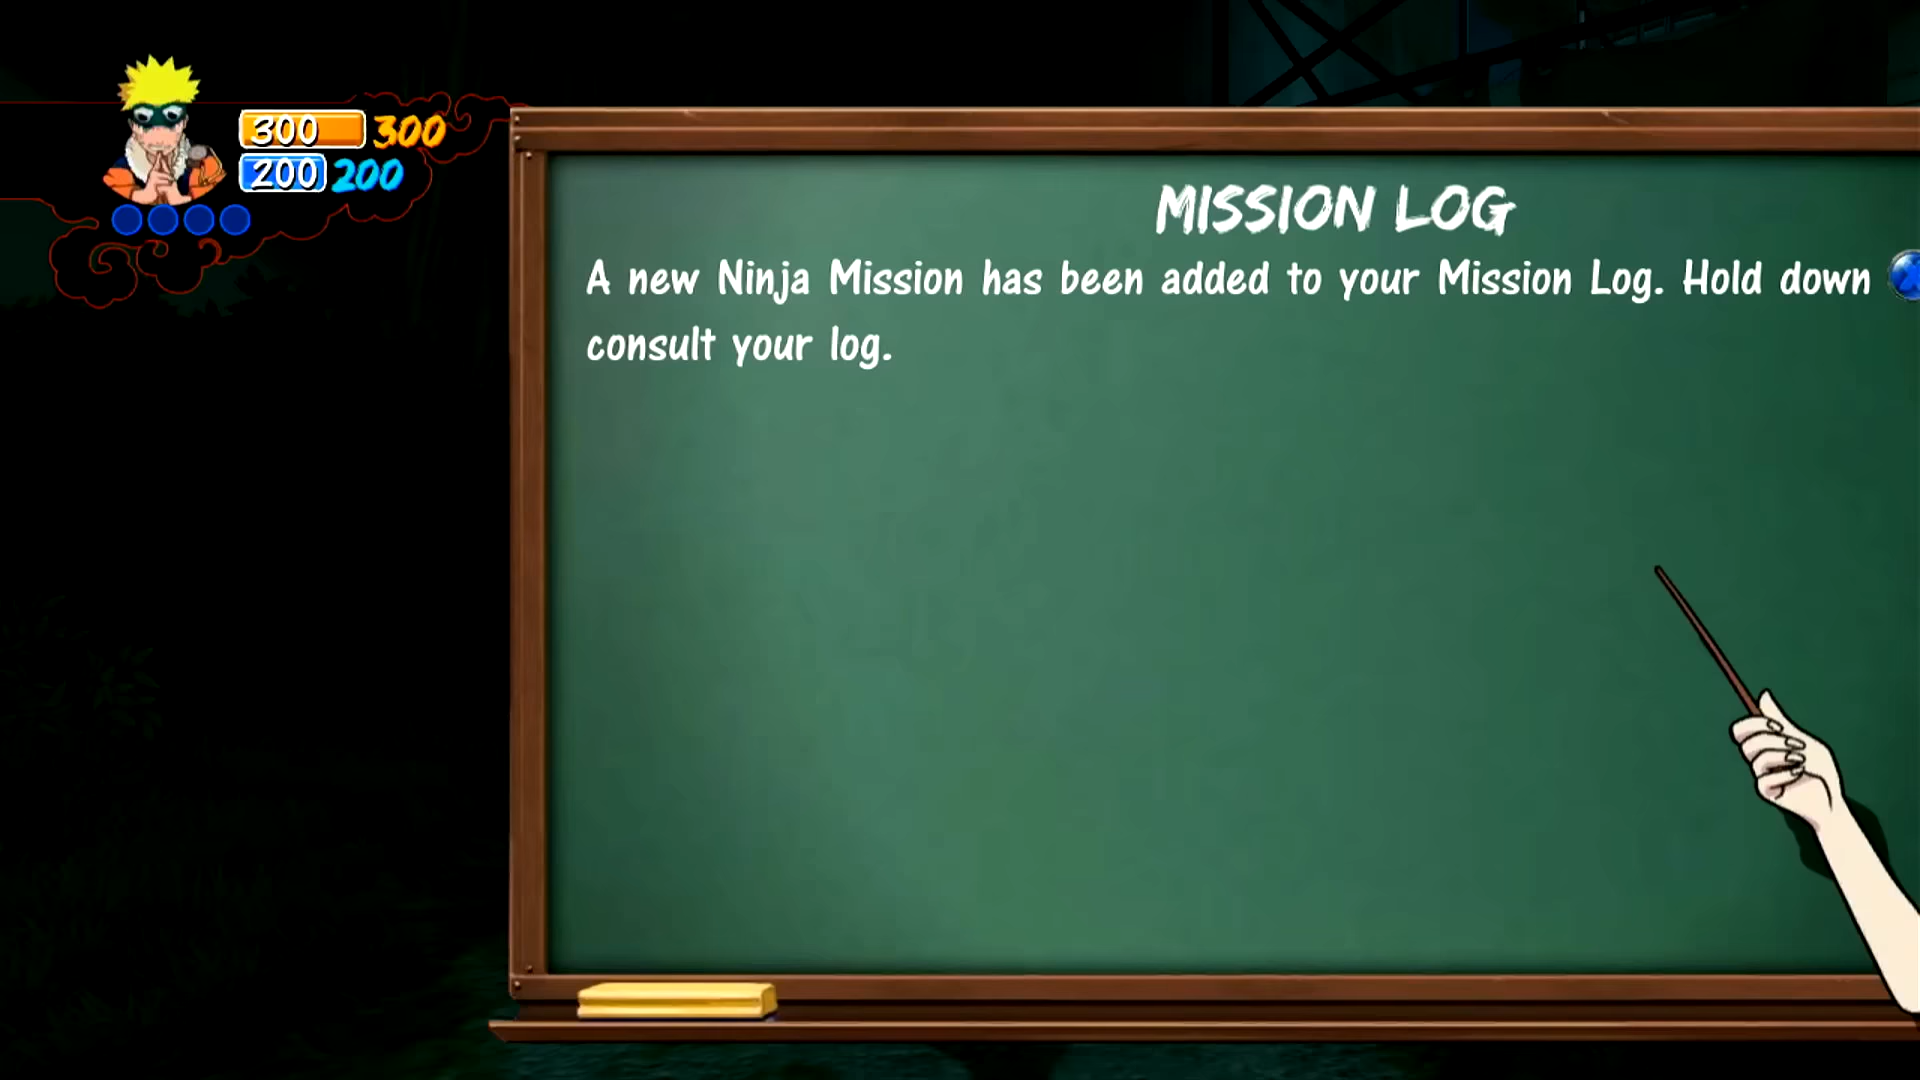 300 300
200 200
MISSION LOG
A new Ninja Mission has been added to your Mission Log. Hold down
consult your log.